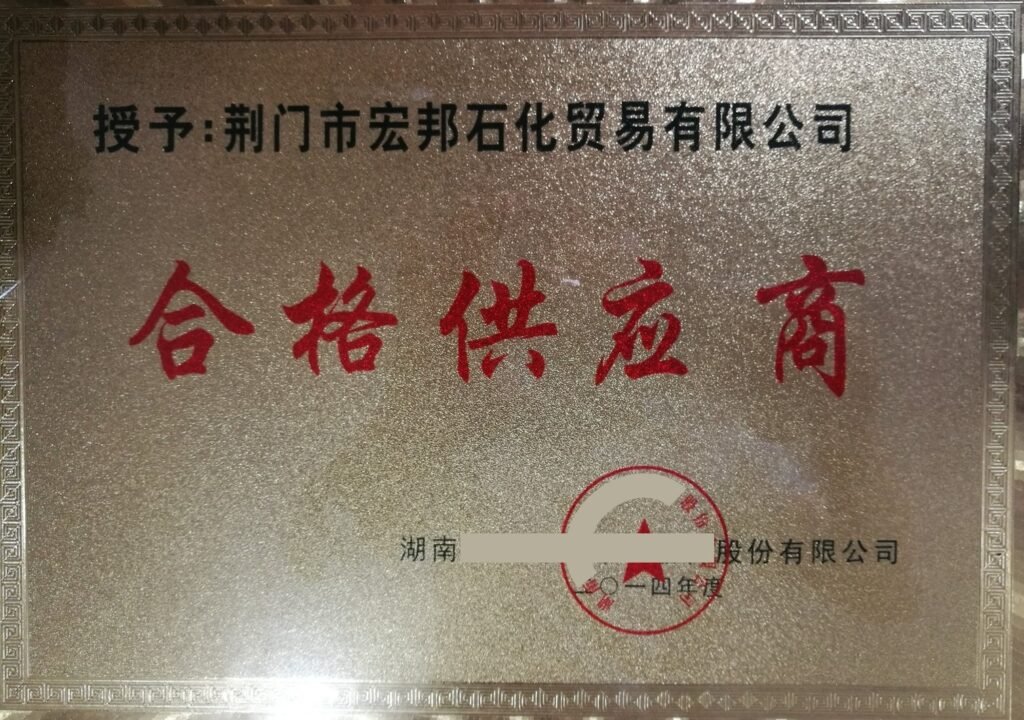 授予:荆门市宏邦石化贸易有限公司
合格供应商
湖南 股份有限公司
二〇一四年度